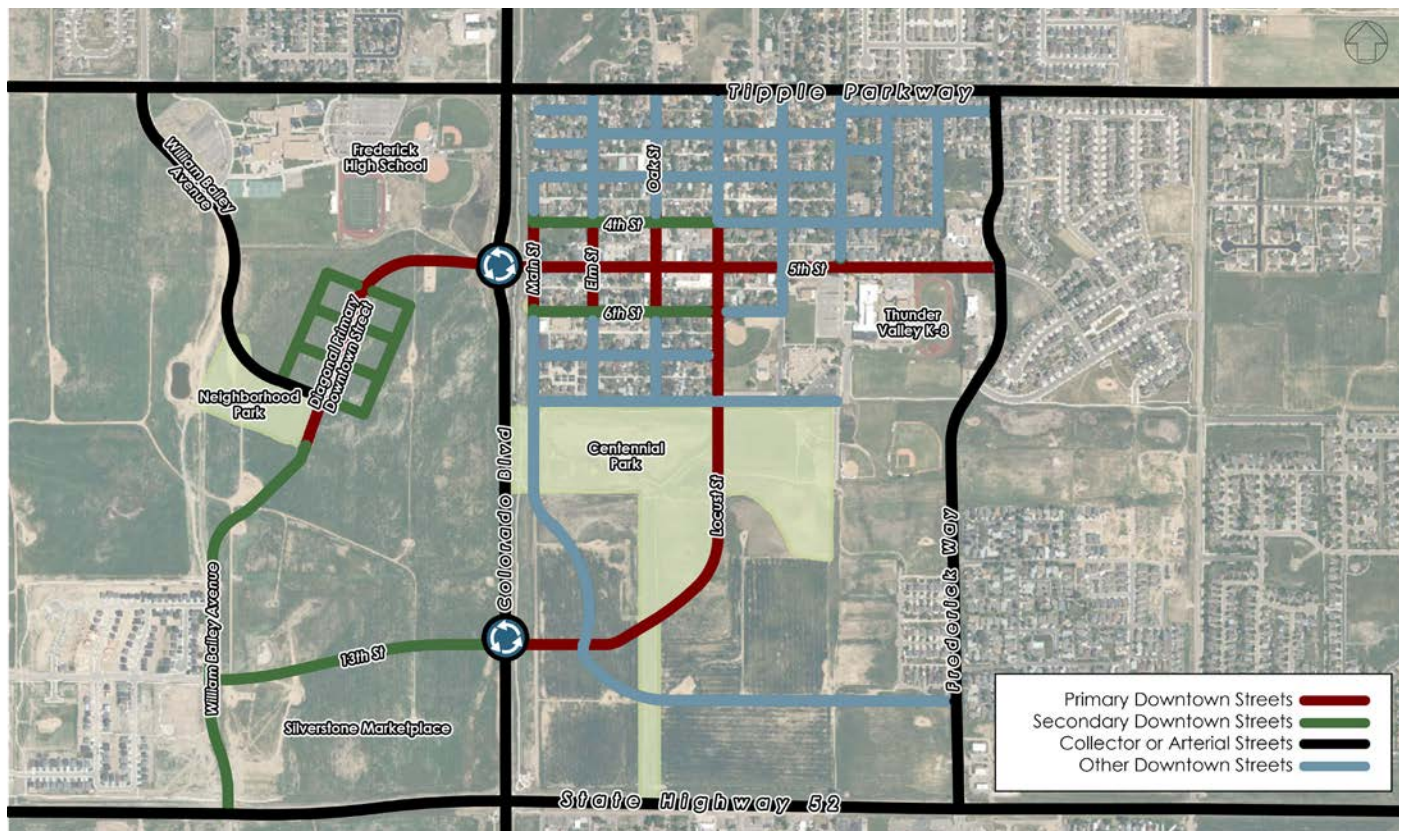 Tipple Parkway
William Bailey
Avenue
Frederick
High School
Oak St
4th St
Main St
Elm St
5th St
6th St
Thunder
Valley K-8
Diagonal Primary
Downtown Street
Neighborhood
Park
Centennial
Park
Colorado Blvd
Locust St
Frederick Way
13th St
William Bailey Avenue
Silverstone Marketplace
Primary Downtown Streets
Secondary Downtown Streets
Collector or Arterial Streets
Other Downtown Streets
State Highway 52